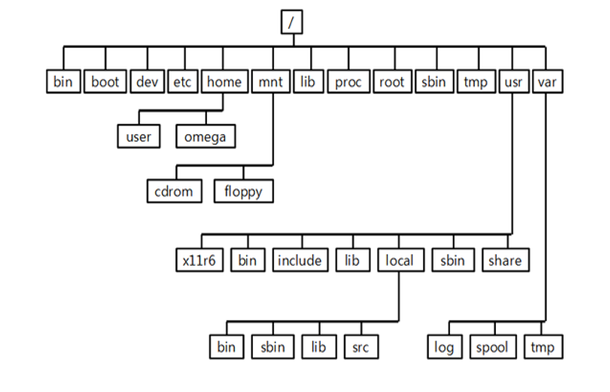 /
bin boot dev etc home mnt lib proc root sbin tmp usr var
user omega
cdrom floppy
x11r6 bin include lib local sbin share
bin sbin lib src log spool tmp